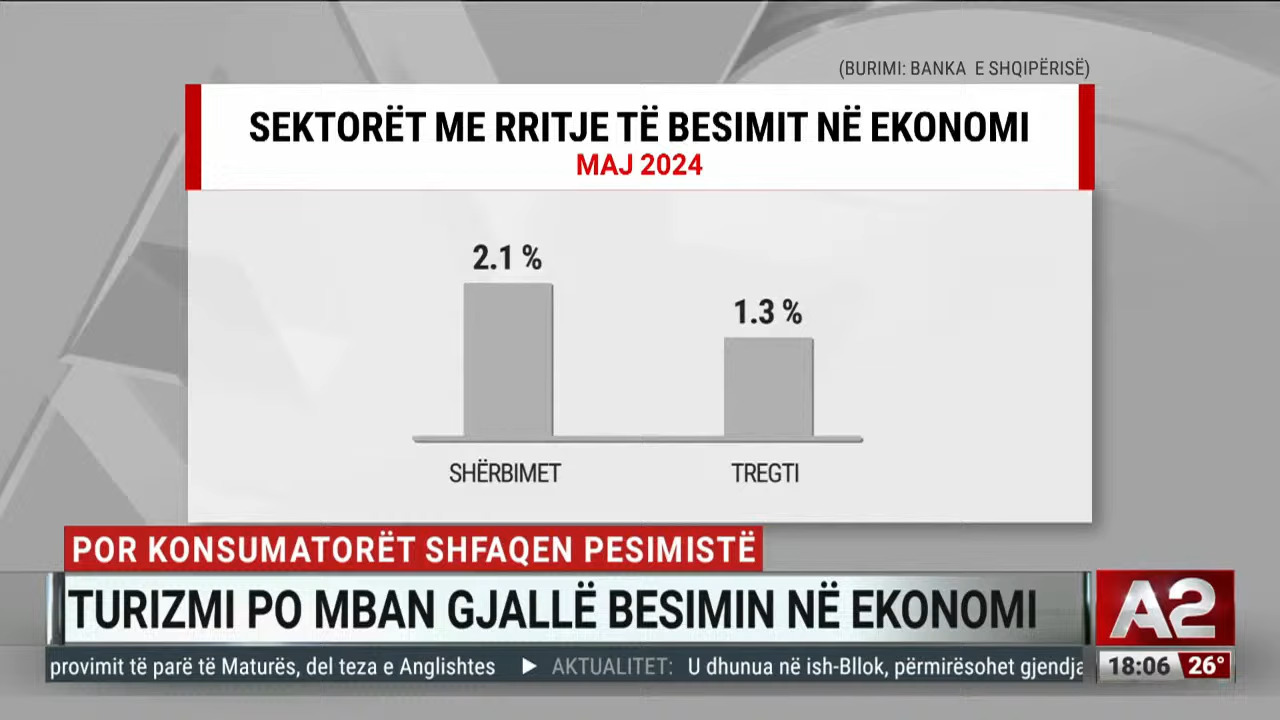 (BURIMI: BANKA E SHQIPËRISË)
SEKTORËT ME RRITJE TË BESIMIT NË EKONOMI
MAJ 2024
2.1 %
1.3 %
SHËRBIMET
TREGTI
POR KONSUMATORËT SHFAQEN PESIMISTË
TURIZMI PO MBAN GJALLË BESIMIN NË EKONOMI
A2
provimit të parë të Maturës, del teza e Anglishtes ▶ AKTUALITET: U dhunua në ish-Bllok, përmirësohet gjendja
18:06 26°